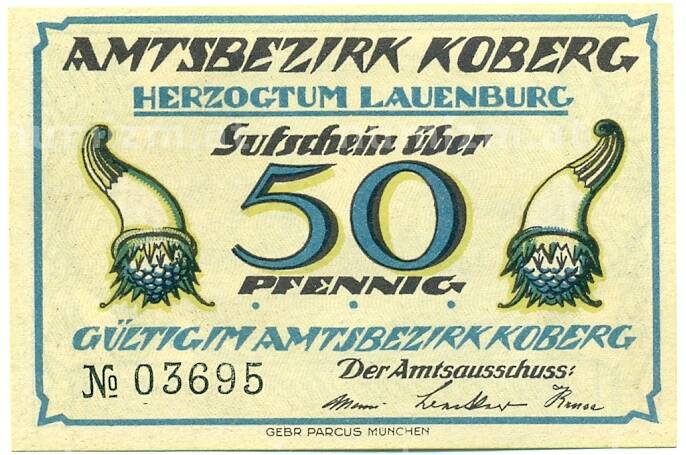 AMTSBEZIRK KOBERG
HERZOGTUM LAUENBURG
Gutschein über
50
PFENNIG
GÜLTIG IM AMTSBEZIRK KOBERG
№ 03695
Der Amtsausschuss:
GEBR. PARCUS MÜNCHEN